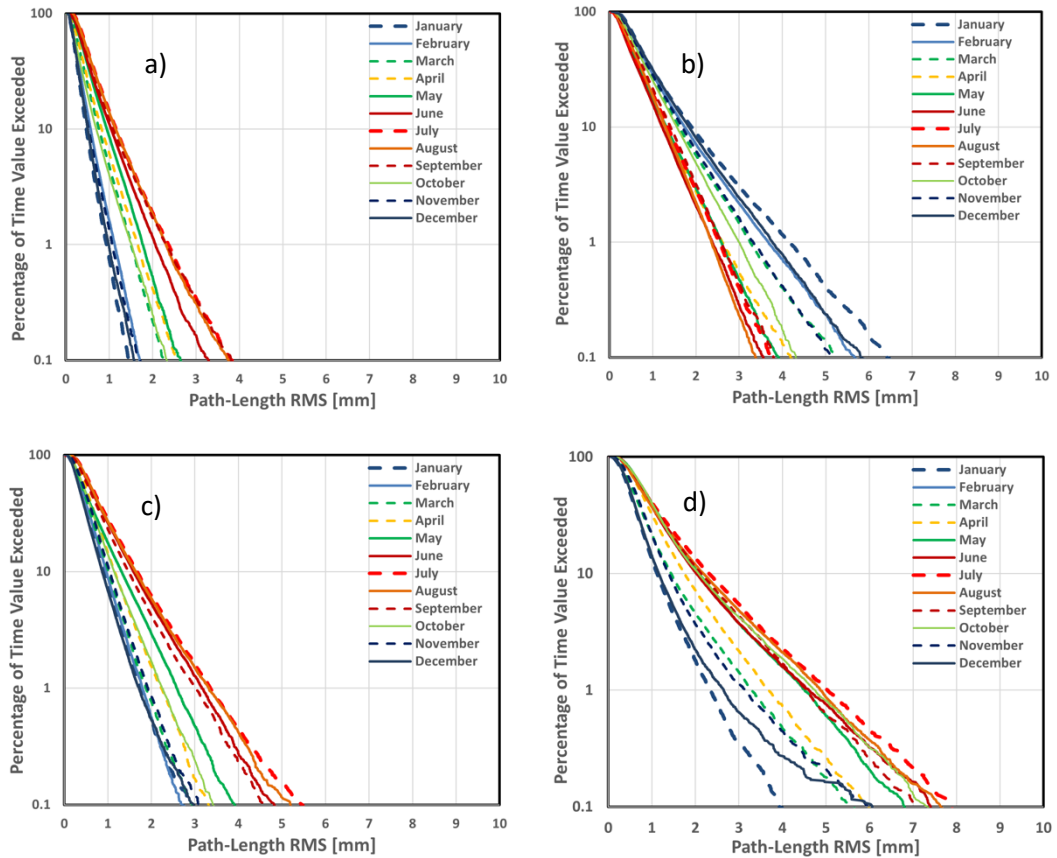 a)
Percentage of Time Value Exceeded
100
10
1
0.1
0 1 2 3 4 5 6 7 8 9 10
Path-Length RMS [mm]
January
February
March
April
May
June
July
August
September
October
November
December
b)
Percentage of Time Value Exceeded
100
10
1
0.1
0 1 2 3 4 5 6 7 8 9 10
Path-Length RMS [mm]
January
February
March
April
May
June
July
August
September
October
November
December
c)
Percentage of Time Value Exceeded
100
10
1
0.1
0 1 2 3 4 5 6 7 8 9 10
Path-Length RMS [mm]
January
February
March
April
May
June
July
August
September
October
November
December
d)
Percentage of Time Value Exceeded
100
10
1
0.1
0 1 2 3 4 5 6 7 8 9 10
Path-Length RMS [mm]
January
February
March
April
May
June
July
August
September
October
November
December